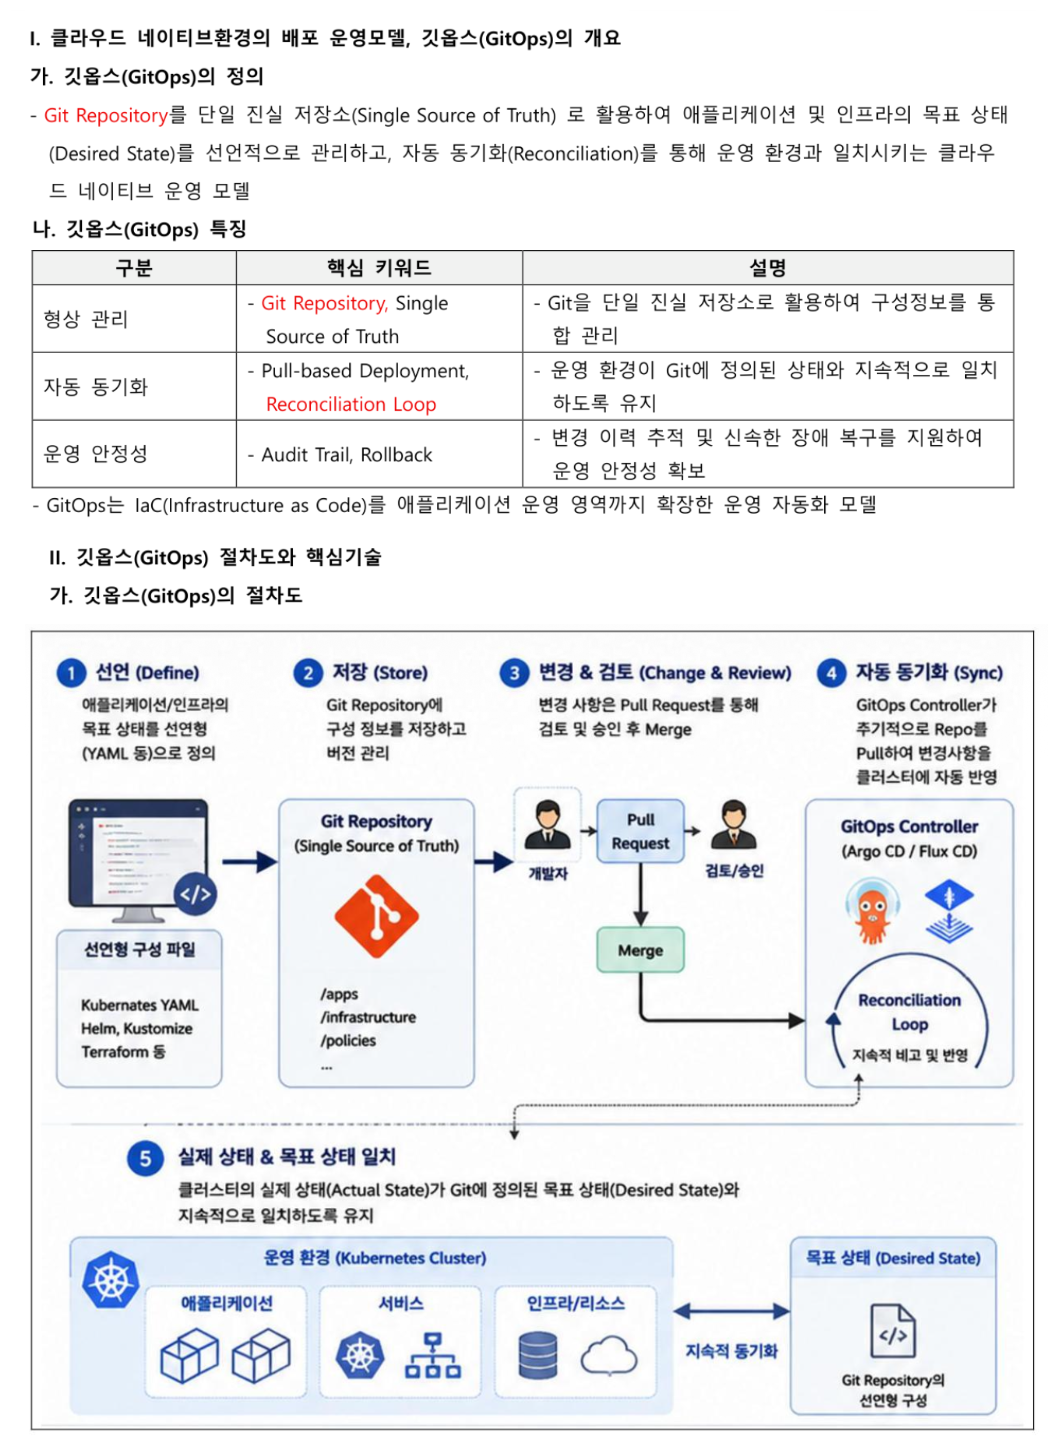 I. 클라우드 네이티브환경의 배포 운영모델, 깃옵스(GitOps)의 개요
가. 깃옵스(GitOps)의 정의
- Git Repository를 단일 진실 저장소(Single Source of Truth) 로 활용하여 애플리케이션 및 인프라의 목표 상태
(Desired State)를 선언적으로 관리하고, 자동 동기화(Reconciliation)를 통해 운영 환경과 일치시키는 클라우
드 네이티브 운영 모델
나. 깃옵스(GitOps) 특징
구분 핵심 키워드 설명
형상 관리
- Git Repository, Single
Source of Truth
- Git을 단일 진실 저장소로 활용하여 구성정보를 통
합 관리
자동 동기화
- Pull-based Deployment,
Reconciliation Loop
- 운영 환경이 Git에 정의된 상태와 지속적으로 일치
하도록 유지
운영 안정성
- Audit Trail, Rollback
- 변경 이력 추적 및 신속한 장애 복구를 지원하여
운영 안정성 확보
- GitOps는 IaC(Infrastructure as Code)를 애플리케이션 운영 영역까지 확장한 운영 자동화 모델
II. 깃옵스(GitOps) 절차도와 핵심기술
가. 깃옵스(GitOps)의 절차도
1 선언 (Define)
애플리케이션/인프라의
목표 상태를 선연형
(YAML 동)으로 정의
2 저장 (Store)
Git Repository에
구성 정보를 저장하고
버전 관리
3 변경 & 검토 (Change & Review)
변경 사항은 Pull Request를 통해
검토 및 승인 후 Merge
4 자동 동기화 (Sync)
GitOps Controller가
주기적으로 Repo를
Pull하여 변경사항을
클러스터에 자동 반영
</>
선연형 구성 파일
Kubernates YAML
Helm, Kustomize
Terraform 동
Git Repository
(Single Source of Truth)
/apps
/infrastructure
/policies
...
개발자
Pull
Request
검토/승인
Merge
GitOps Controller
(Argo CD / Flux CD)
Reconciliation
Loop
지속적 비고 및 반영
5 실제 상태 & 목표 상태 일치
클러스터의 실제 상태(Actual State)가 Git에 정의된 목표 상태(Desired State)와
지속적으로 일치하도록 유지
운영 환경 (Kubernetes Cluster)
애플리케이션
서비스
인프라/리소스
지속적 동기화
목표 상태 (Desired State)
</>
Git Repository의
선연형 구성